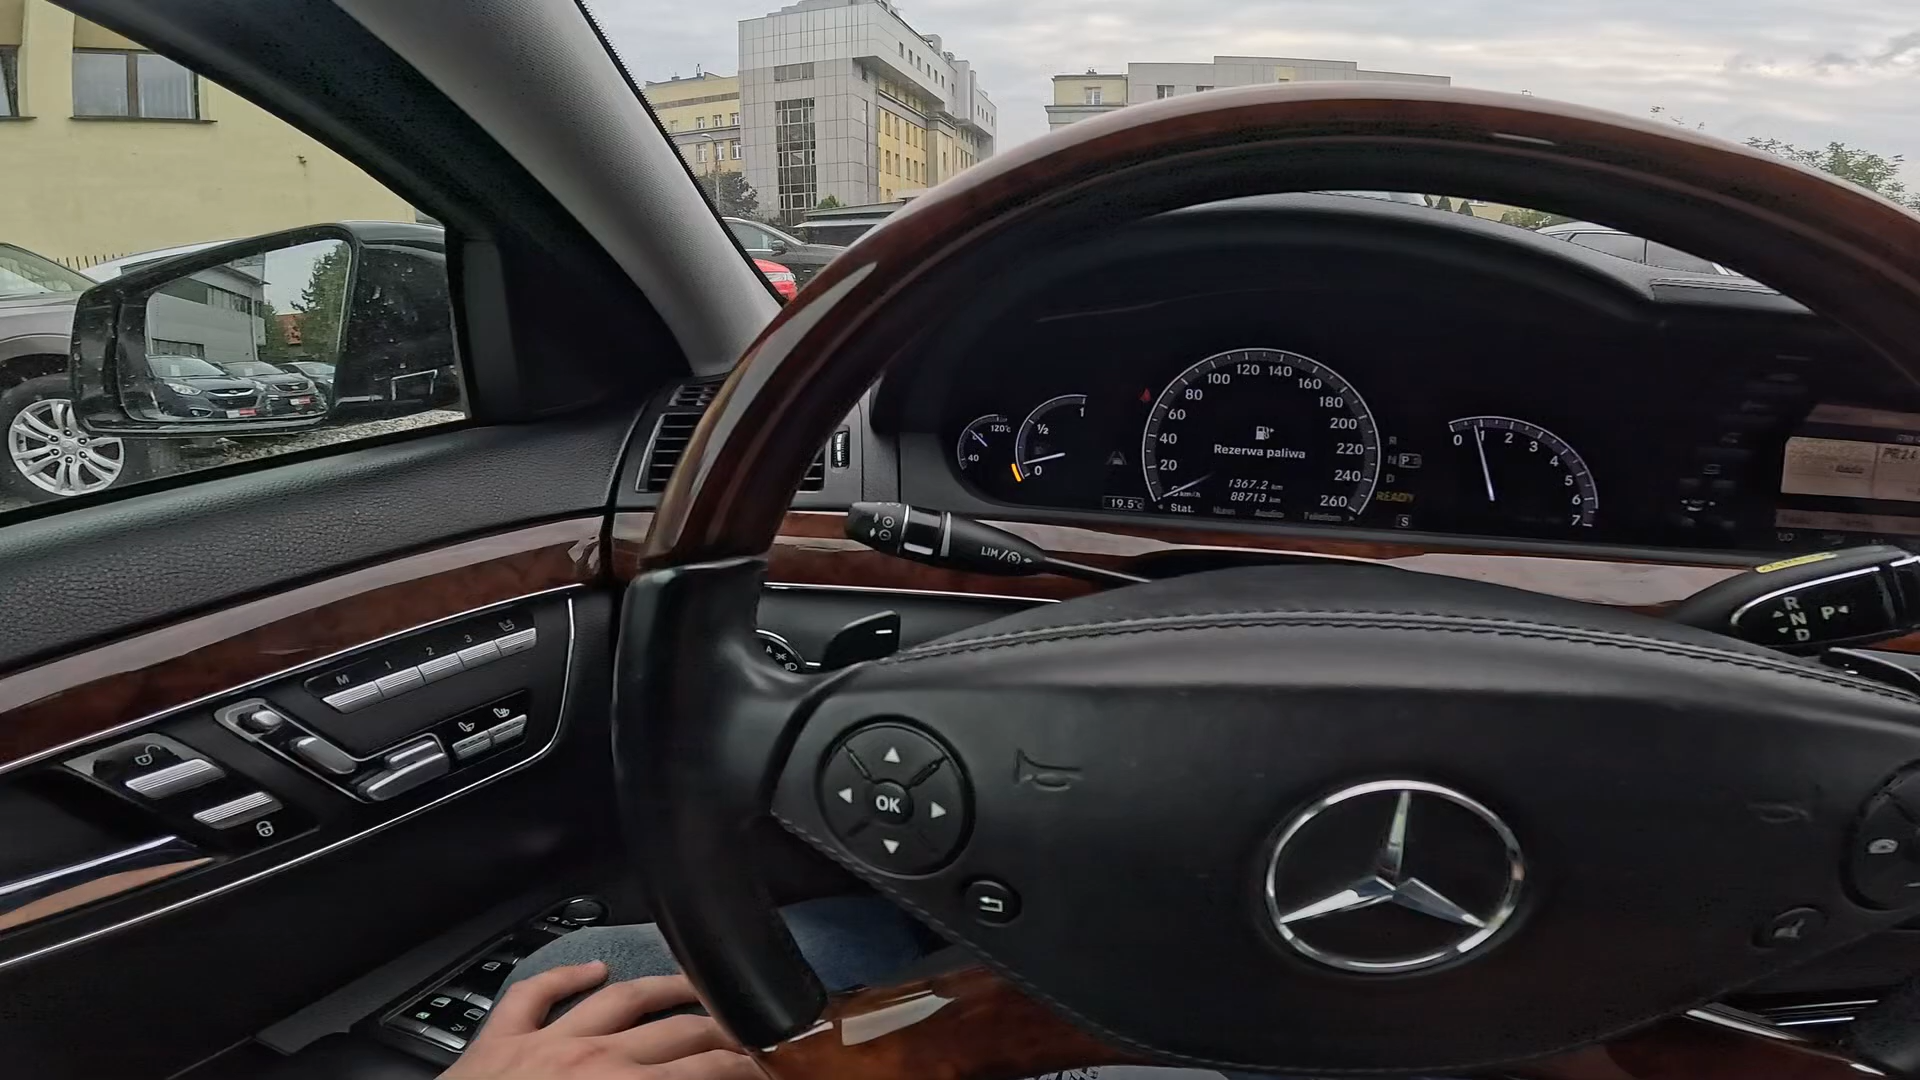 120°C
40
1
½
0
20
40
60
80
100
120
140
160
180
200
220
240
260
Rezerwa paliwa
1367.2 km
88713 km
km/h
19.5°C
Stat.
Navi
Audio
Telefon
R
N
P
D
READY
S
0
1
2
3
4
5
6
7
LIM
R
N
D
P
A
M
1
2
3
OK